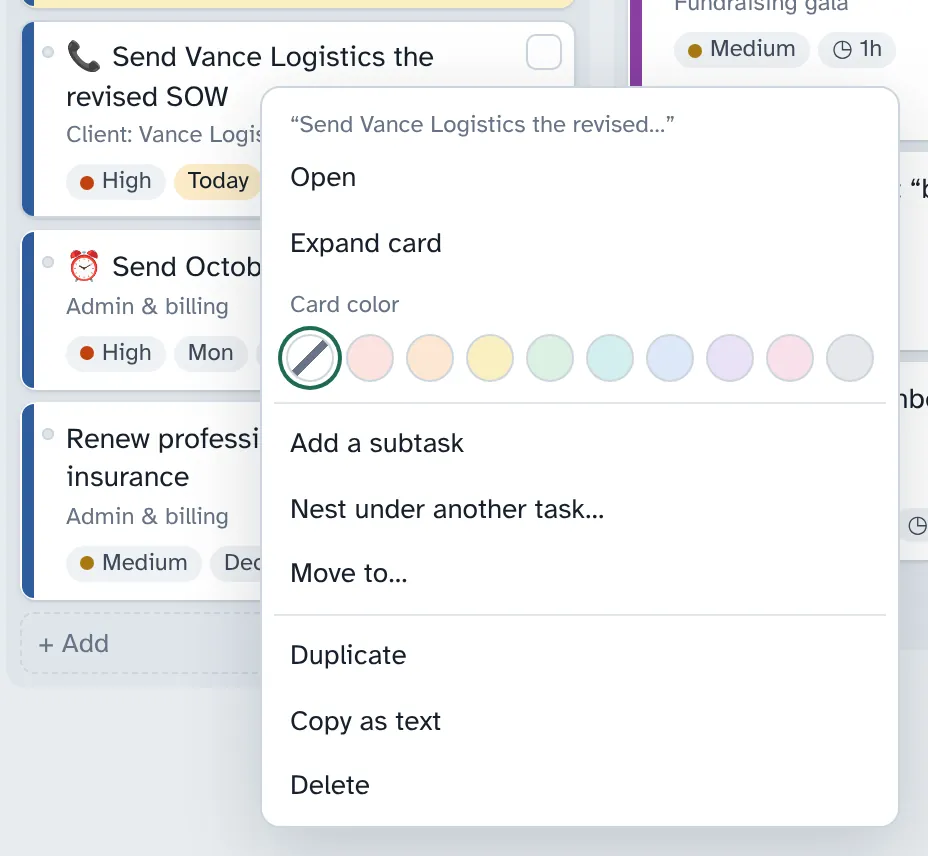 Fundraising gala
Medium 1h
📞 Send Vance Logistics the
revised SOW
Client: Vance Logis
High Today
⏰ Send Octob
Admin & billing
High Mon
Renew professi
insurance
Admin & billing
Medium Dec
+ Add
“Send Vance Logistics the revised…”
Open
Expand card
Card color
Add a subtask
Nest under another task…
Move to…
Duplicate
Copy as text
Delete